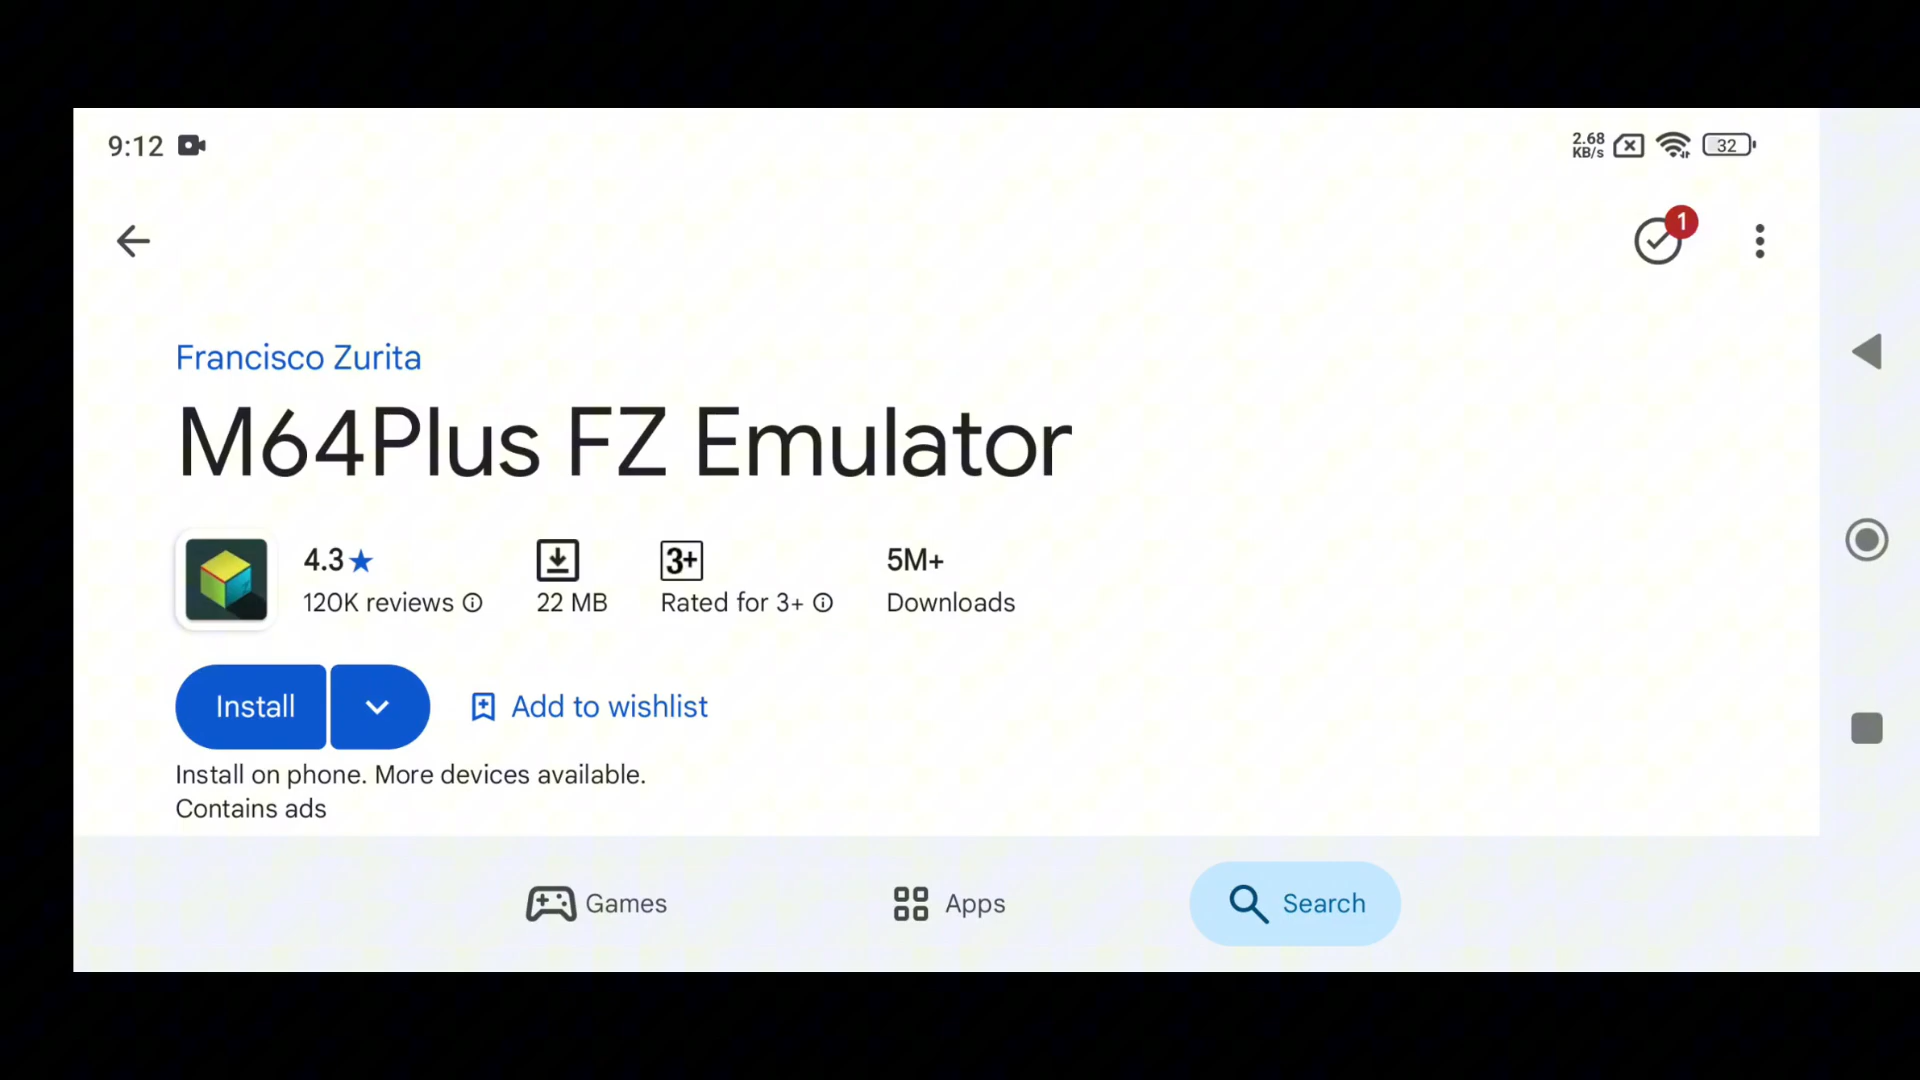 9:12
2.68
KB/s
32
1
Francisco Zurita
M64Plus FZ Emulator
4.3★
3+
5M+
120K reviews
22 MB
Rated for 3+
Downloads
Install
Add to wishlist
Install on phone. More devices available.
Contains ads
Games
Apps
Search